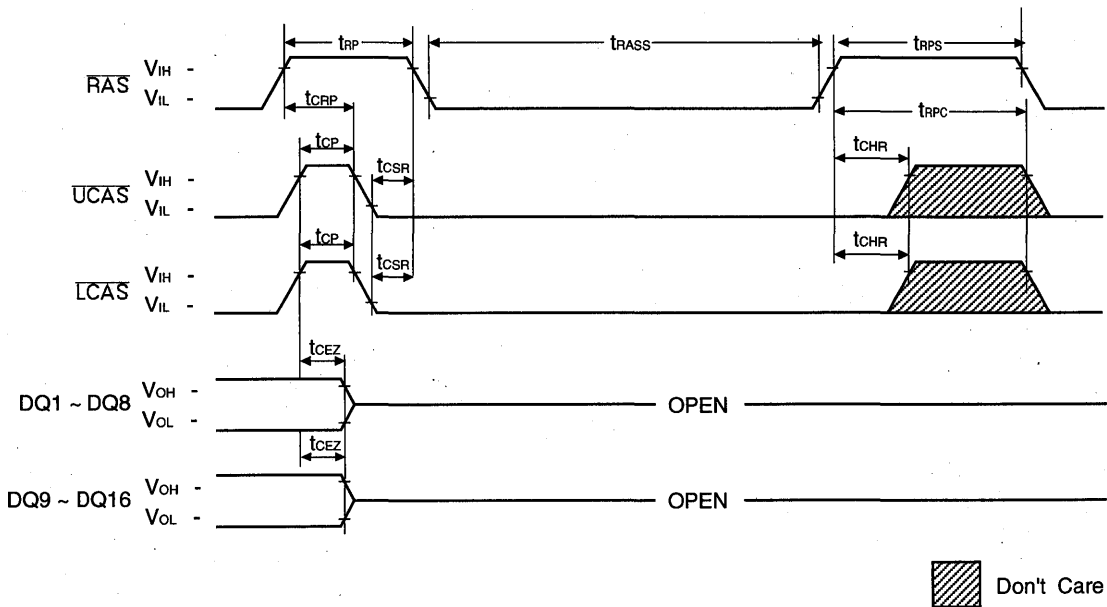 tRP tRASS tRPS
RAS VIH -
VIL -
tCRP tRPC
tCP tCSR tCHR
UCAS VIH -
VIL -
tCP tCSR tCHR
LCAS VIH -
VIL -
tCEZ
DQ1 ~ DQ8 VOH -
VOL -
OPEN
tCEZ
DQ9 ~ DQ16 VOH -
VOL -
OPEN
Don't Care